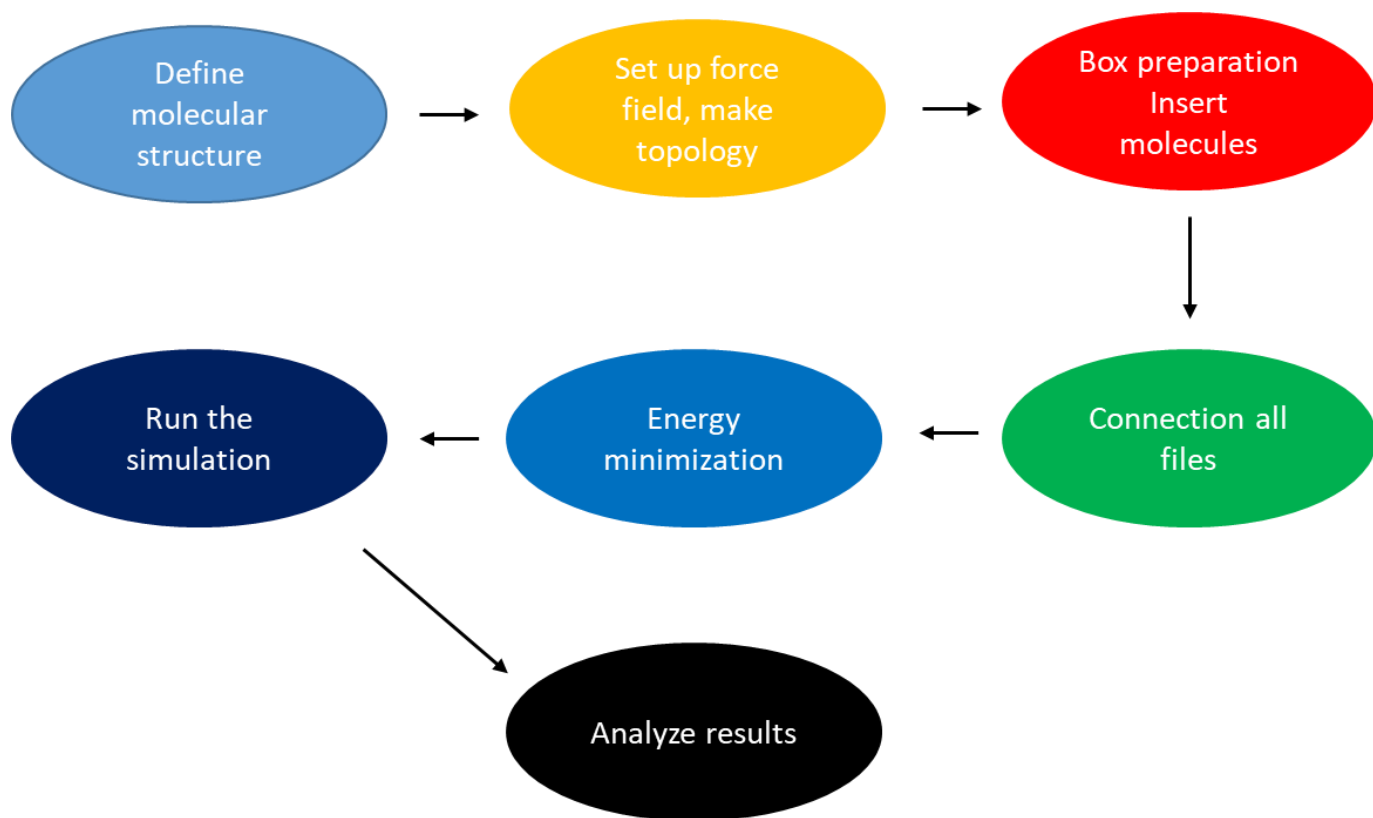 Define
molecular
structure
Set up force
field, make
topology
Box preparation
Insert
molecules
Connection all
files
Energy
minimization
Run the
simulation
Analyze results